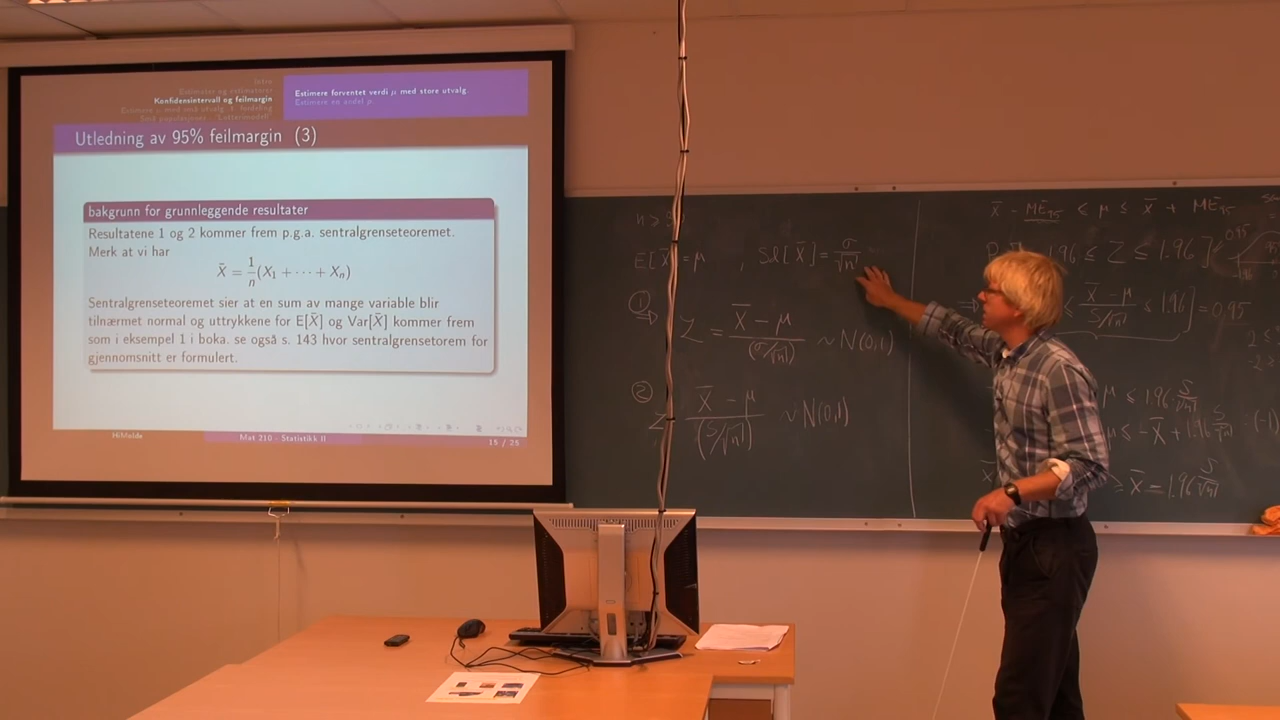 Intro
Estimater og estimatorer
Konfidensintervall og feilmargin
Estimere forventet verdi μ med store utvalg.
Estimere en andel p.
Utledning av 95% feilmargin (3)
bakgrunn for grunnleggende resultater
Resultatene 1 og 2 kommer frem p.g.a. sentralgrenseteoremet.
Merk at vi har
X̄ = 1/n (X₁ + ··· + Xₙ)
Sentralgrenseteoremet sier at en sum av mange variable blir
tilnærmet normal og uttrykkene for E[X̄] og Var[X̄] kommer frem
som i eksempel 1 i boka. se også s. 143 hvor sentralgrensetorem for
gjennomsnitt er formulert.
HiMolde
Mat 210 - Statistikk II
15 / 25
E[X̄] = μ , sd[X̄] = σ/√n
①
Z = (X̄ − μ)/(σ/√n) ~ N(0,1)
②
Z (X̄ − μ)/(S/√n) ~ N(0,1)
X̄ − ME₉₅ ≤ μ ≤ X̄ + ME₉₅
1.96 ≤ Z ≤ 1.96]
0.95
≤ (X̄ − μ)/(S/√n) ≤ 1.96] = 0,95
μ ≤ 1.96 S/√n
μ ≤ −X̄ + 1.96 S/√n
(-1)
≥ X̄ − 1.96 S/√n